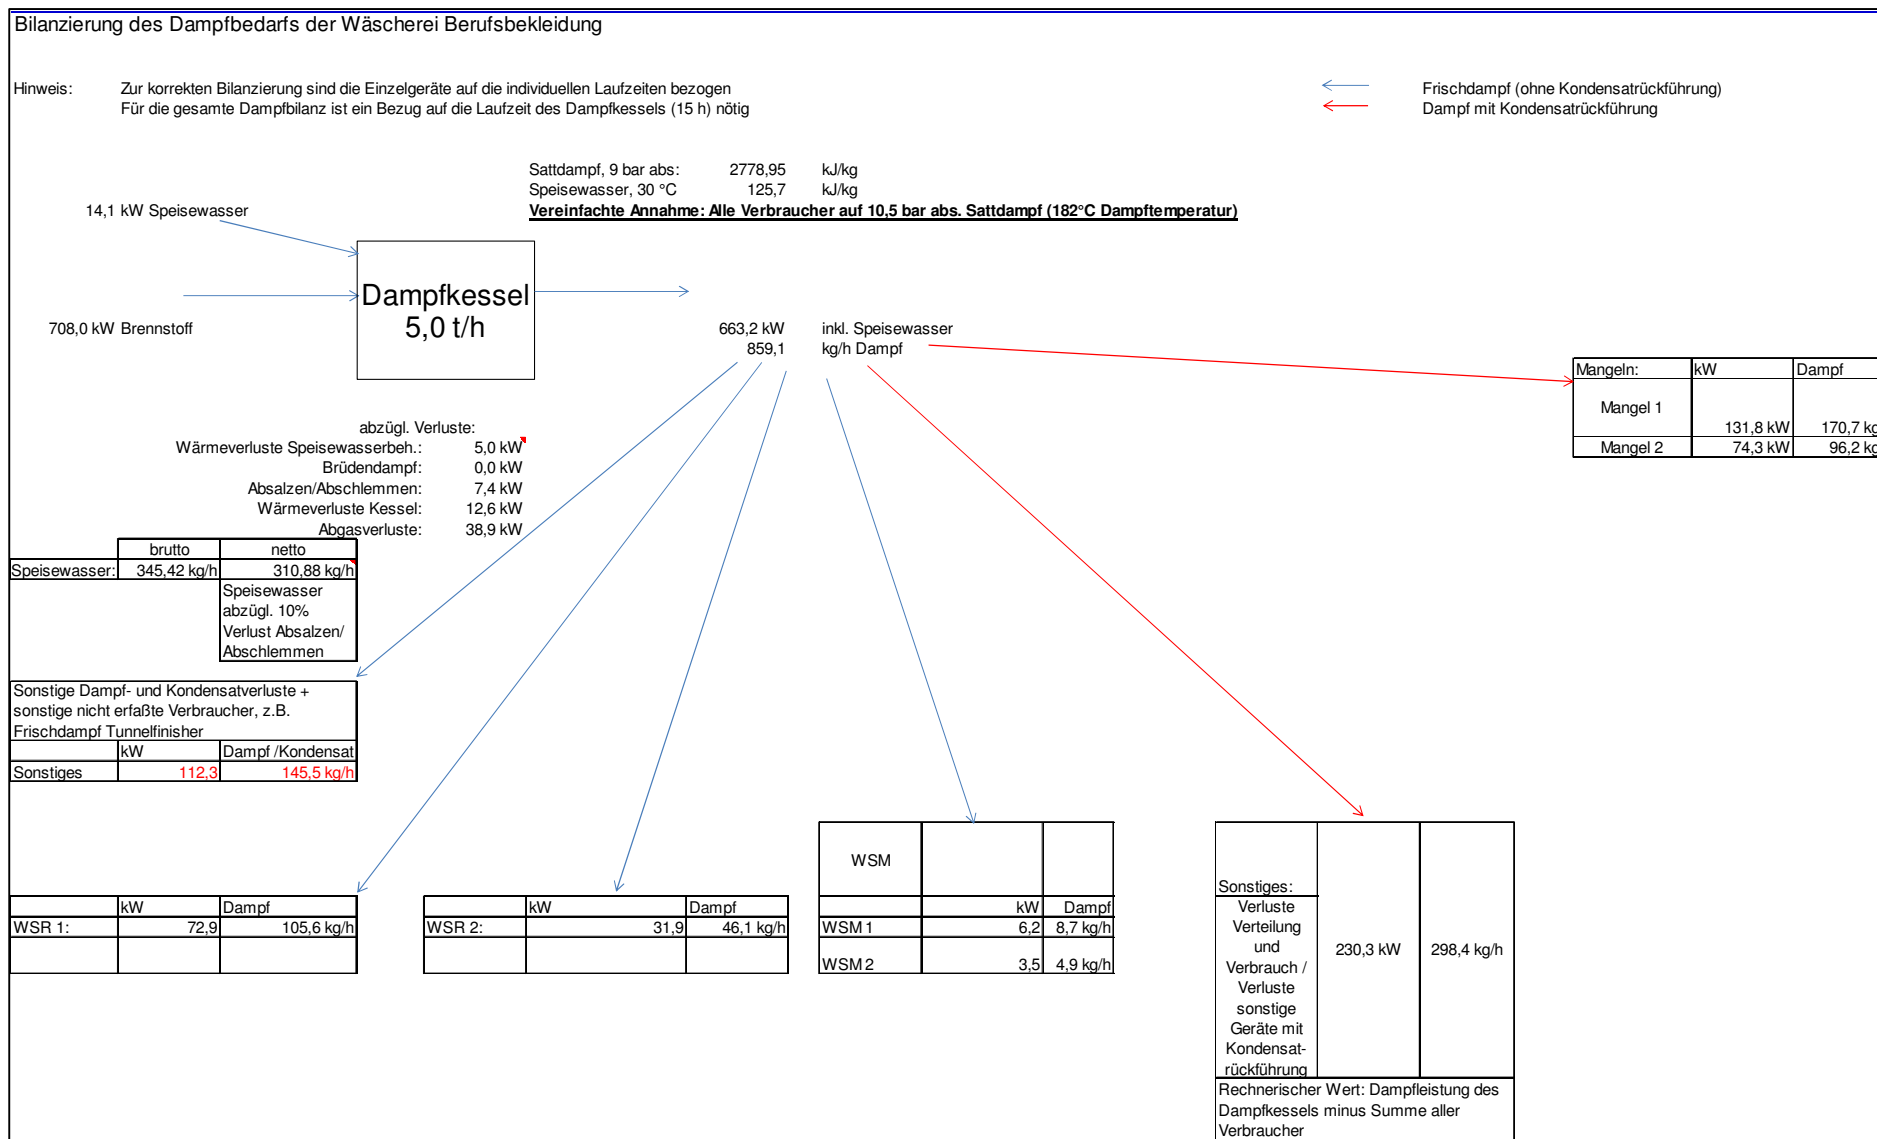 Bilanzierung des Dampfbedarfs der Wäscherei Berufsbekleidung
Hinweis: Zur korrekten Bilanzierung sind die Einzelgeräte auf die individuellen Laufzeiten bezogen
Für die gesamte Dampfbilanz ist ein Bezug auf die Laufzeit des Dampfkessels (15 h) nötig
Frischdampf (ohne Kondensatrückführung)
Dampf mit Kondensatrückführung
Sattdampf, 9 bar abs: 2778,95 kJ/kg
Speisewasser, 30 °C 125,7 kJ/kg
Vereinfachte Annahme: Alle Verbraucher auf 10,5 bar abs. Sattdampf (182°C Dampftemperatur)
14,1 kW Speisewasser
Dampfkessel
5,0 t/h
708,0 kW Brennstoff
663,2 kW inkl. Speisewasser
859,1 kg/h Dampf
Mangeln: kW Dampf
Mangel 1 131,8 kW 170,7 kg
Mangel 2 74,3 kW 96,2 kg
abzügl. Verluste:
Wärmeverluste Speisewasserbeh.: 5,0 kW
Brüdendampf: 0,0 kW
Absalzen/Abschlemmen: 7,4 kW
Wärmeverluste Kessel: 12,6 kW
Abgasverluste: 38,9 kW
brutto netto
Speisewasser: 345,42 kg/h 310,88 kg/h
Speisewasser
abzügl. 10%
Verlust Absalzen/
Abschlemmen
Sonstige Dampf- und Kondensatverluste +
sonstige nicht erfaßte Verbraucher, z.B.
Frischdampf Tunnelfinisher
kW Dampf /Kondensat
Sonstiges 112,3 145,5 kg/h
kW Dampf
WSR 1: 72,9 105,6 kg/h
kW Dampf
WSR 2: 31,9 46,1 kg/h
WSM
kW Dampf
WSM 1 6,2 8,7 kg/h
WSM 2 3,5 4,9 kg/h
Sonstiges:
Verluste
Verteilung
und
Verbrauch /
Verluste
sonstige
Geräte mit
Kondensat-
rückführung
230,3 kW 298,4 kg/h
Rechnerischer Wert: Dampfleistung des
Dampfkessels minus Summe aller
Verbraucher